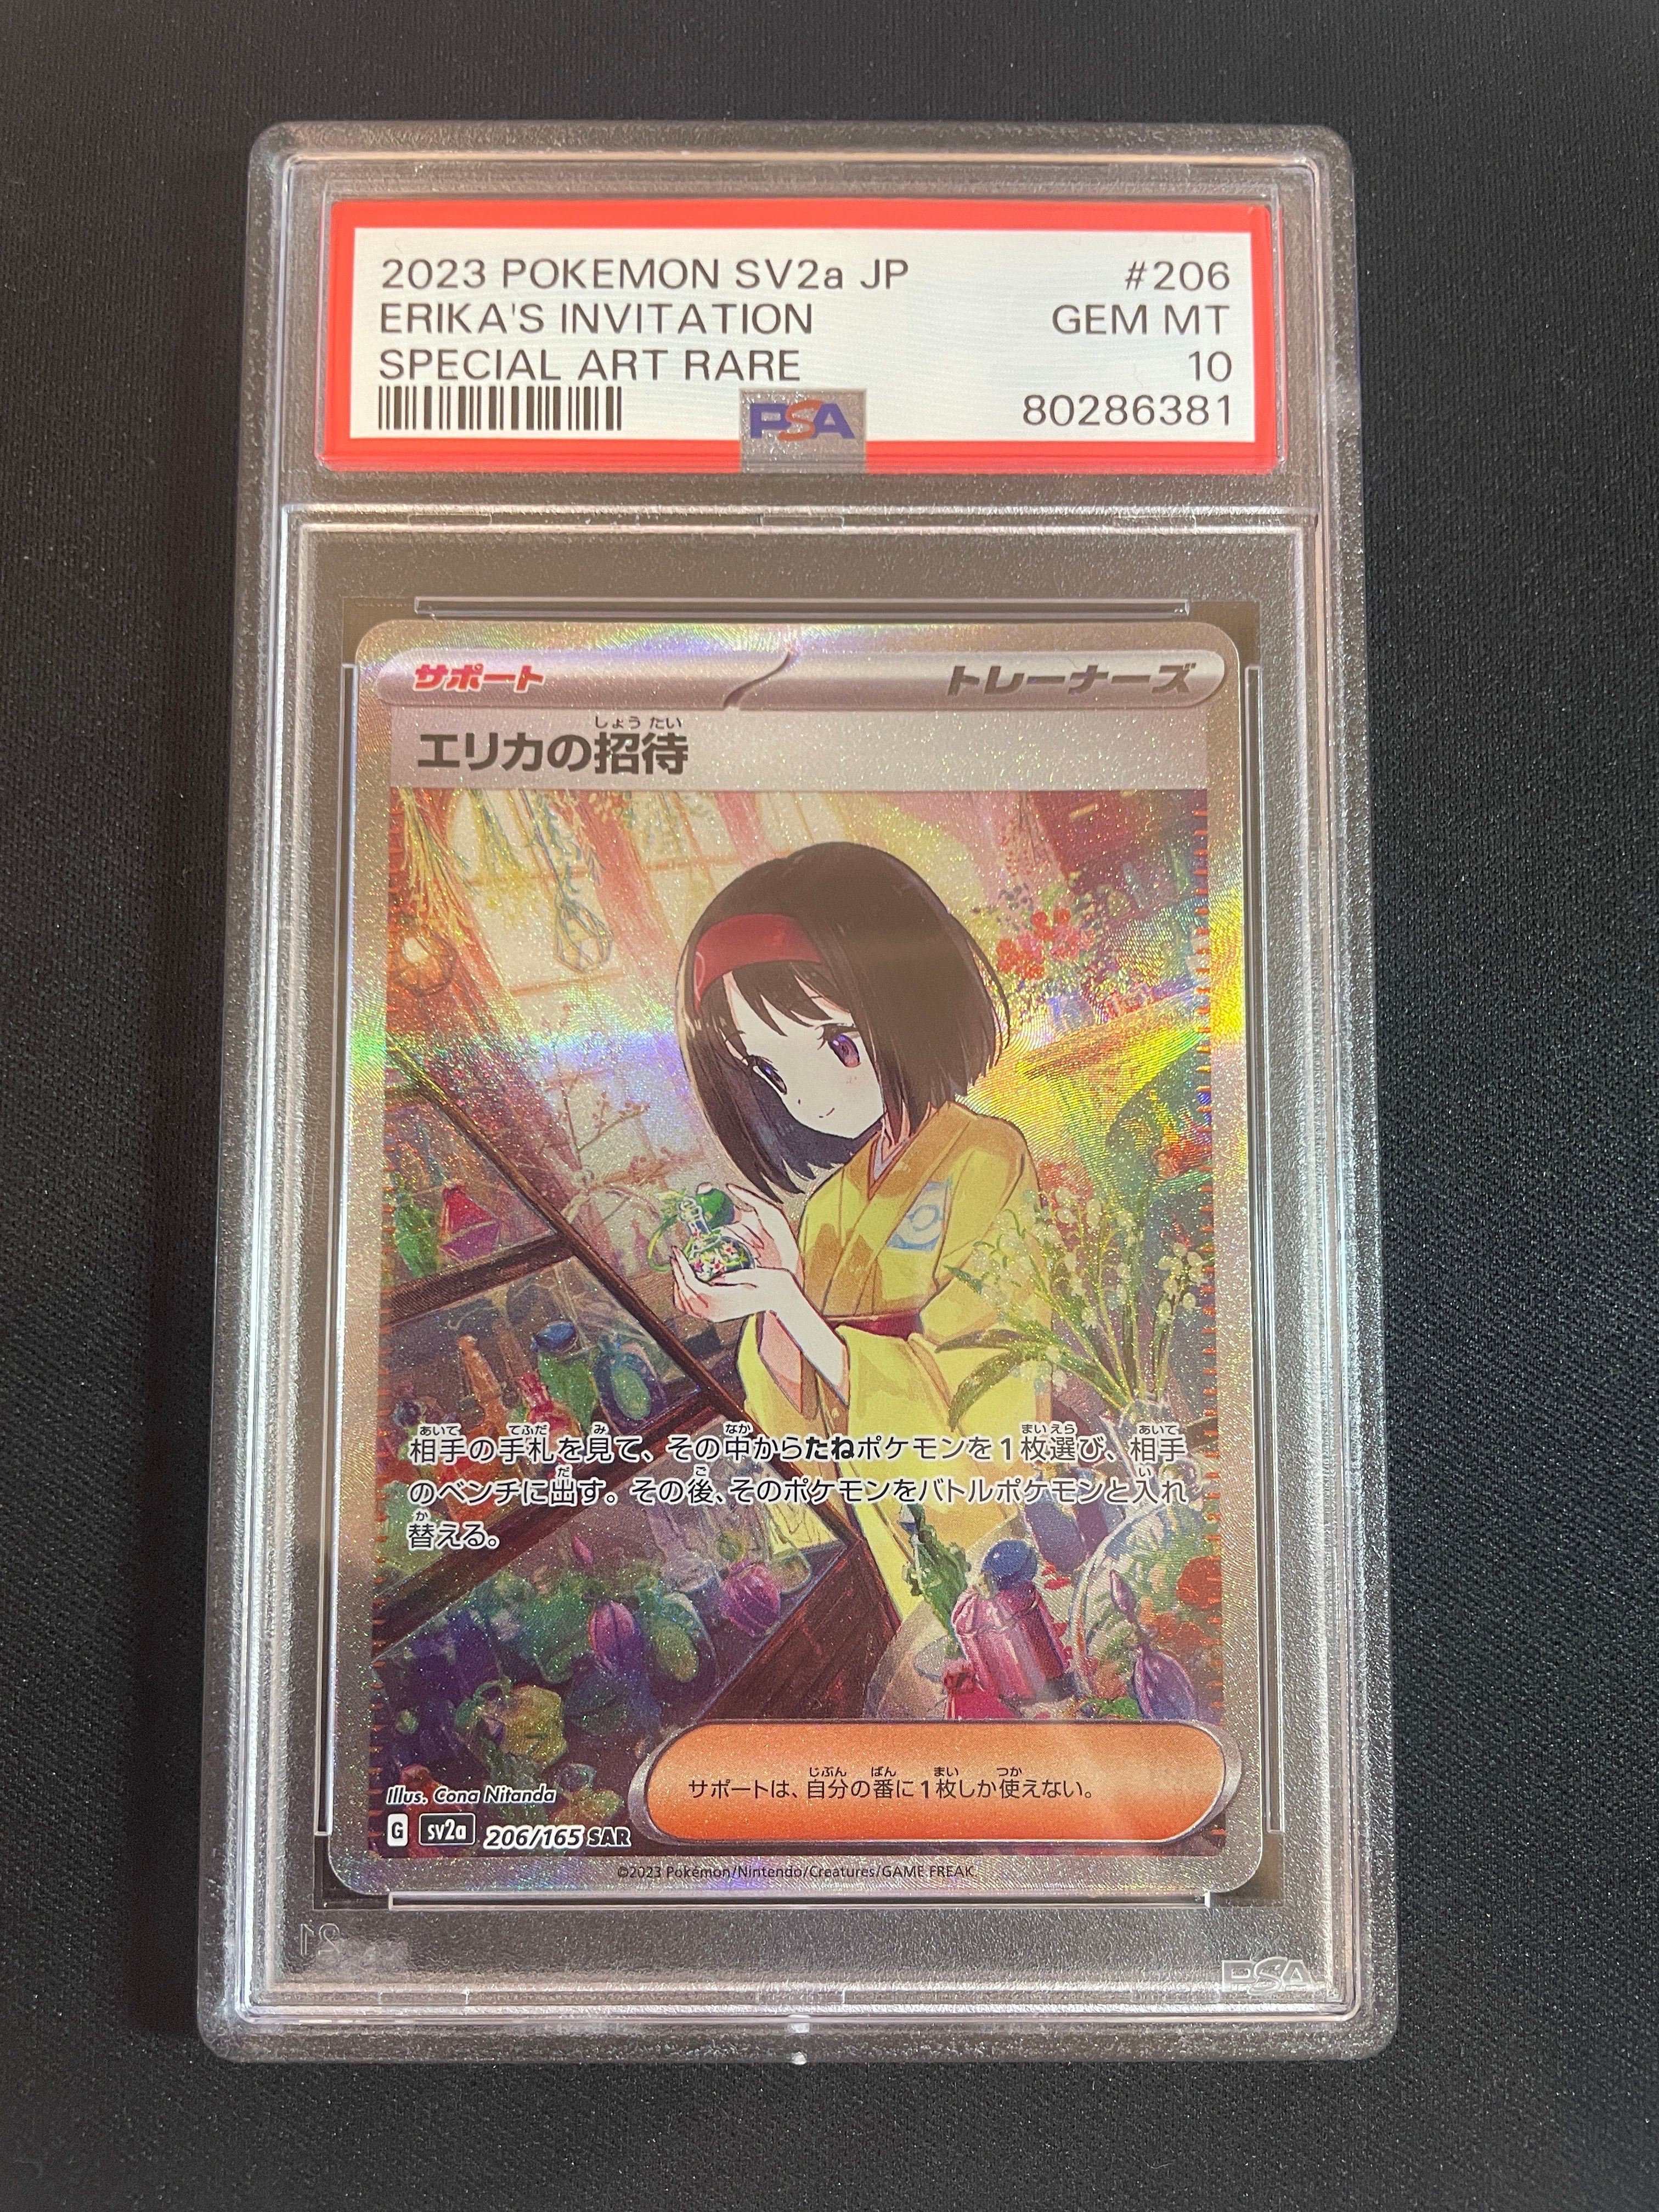 2023 POKEMON SV2a JP #206
ERIKA'S INVITATION GEM MT
SPECIAL ART RARE 10
PSA 80286381
サポート トレーナーズ
しょう たい
エリカの招待
あいて てふだ み なか まい えら あいて
相手の手札を見て、その中からたねポケモンを1枚選び、相手
だ ご い
のベンチに出す。その後、そのポケモンをバトルポケモンと入れ
か
替える。
じぶん ばん まい つか
サポートは、自分の番に1枚しか使えない。
Illus. Cona Nitanda
G sv2a 206/165 SAR
©2023 Pokémon/Nintendo/Creatures/GAME FREAK.
21
PSA